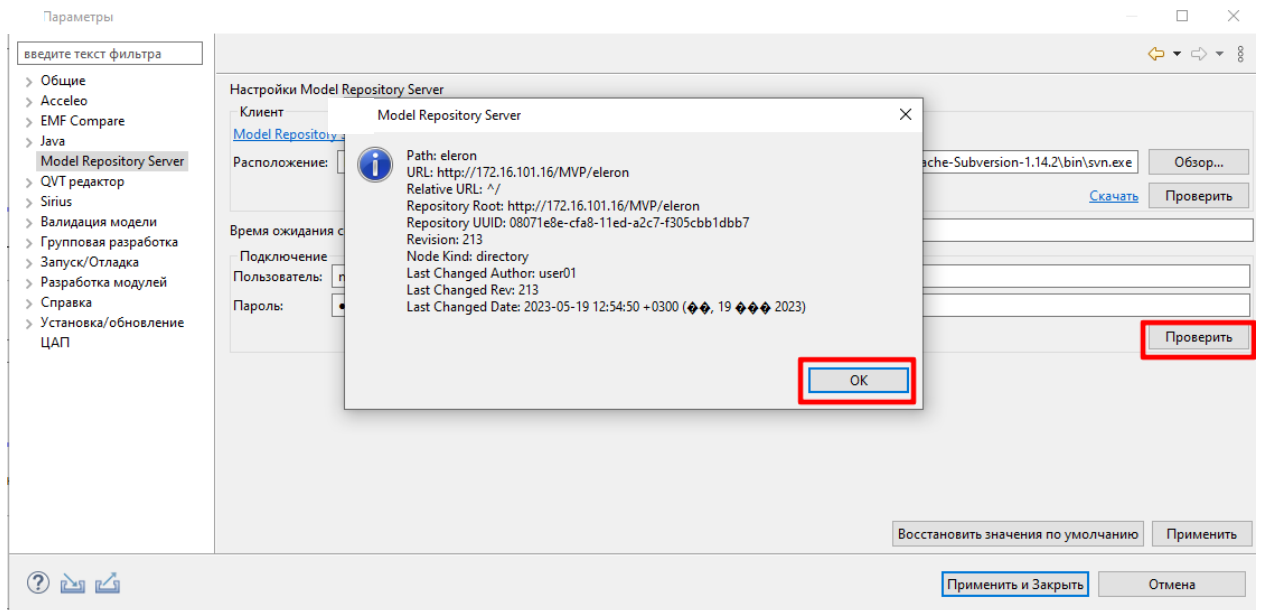 Параметры
введите текст фильтра
Общие
Acceleo
EMF Compare
Java
Model Repository Server
QVT редактор
Sirius
Валидация модели
Групповая разработка
Запуск/Отладка
Разработка модулей
Справка
Установка/обновление
ЦАП
Настройки Model Repository Server
Клиент
Model Repository
Расположение:
ache-Subversion-1.14.2\bin\svn.exe
Обзор...
Скачать
Проверить
Время ожидания с
Подключение
Пользователь:
Пароль:
Проверить
Model Repository Server
Path: eleron
URL: http://172.16.101.16/MVP/eleron
Relative URL: ^/
Repository Root: http://172.16.101.16/MVP/eleron
Repository UUID: 08071e8e-cfa8-11ed-a2c7-f305cbb1dbb7
Revision: 213
Node Kind: directory
Last Changed Author: user01
Last Changed Rev: 213
Last Changed Date: 2023-05-19 12:54:50 +0300 (��, 19 ��� 2023)
OK
Восстановить значения по умолчанию
Применить
Применить и Закрыть
Отмена